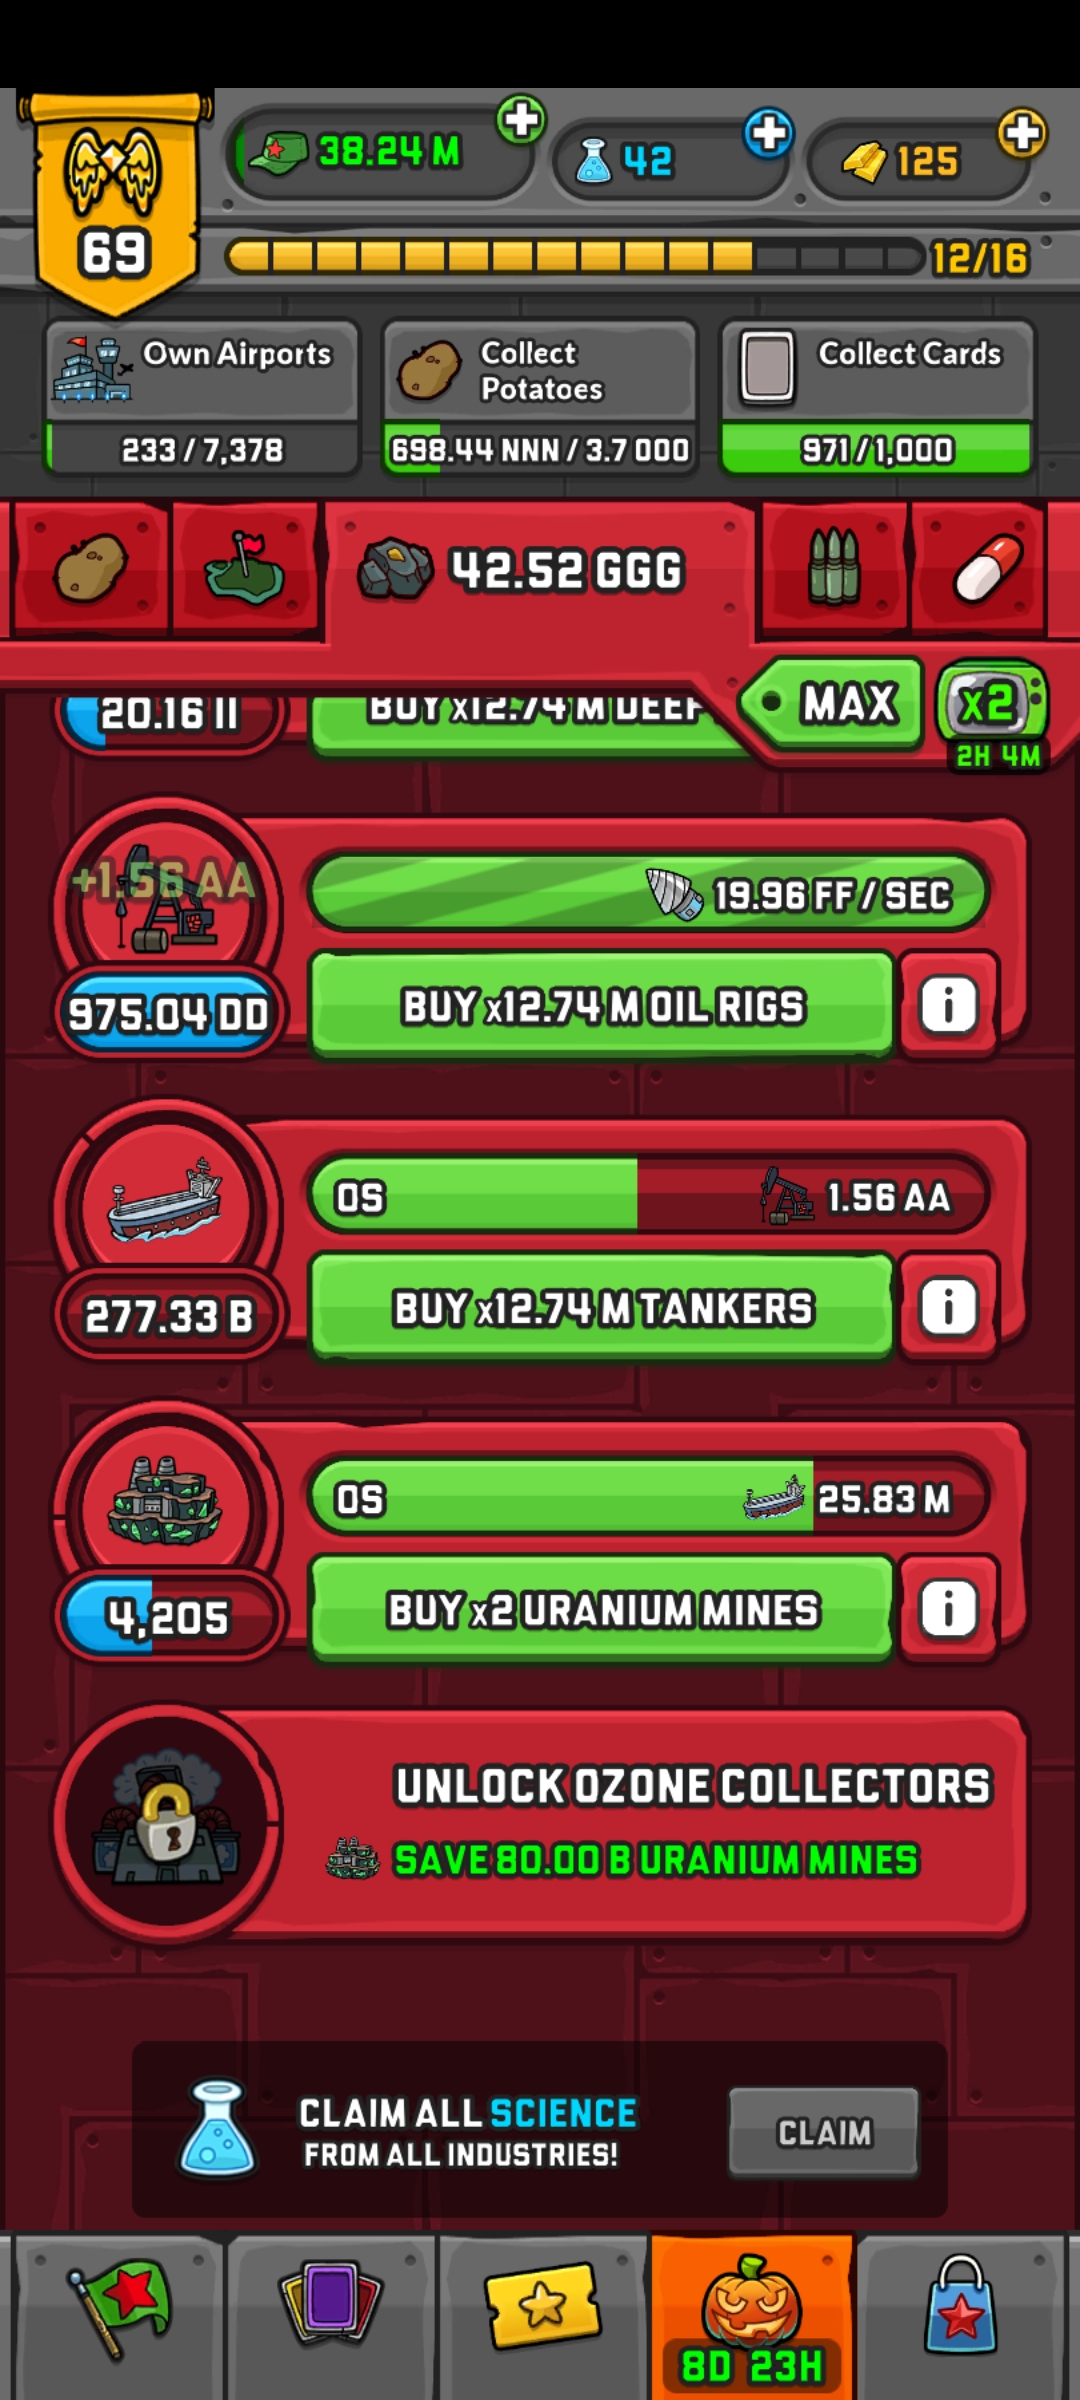 38.24 M
42
125
69
12/16
Own Airports
233 / 7,378
Collect
Potatoes
698.44 NNN / 3.7 OOO
Collect Cards
971 / 1,000
42.52 GGG
MAX
x2
2H 4M
20.16 II
BUY x12.74 M DEEP
+1.56 AA
19.96 FF / SEC
975.04 DD
BUY x12.74 M OIL RIGS
i
0S
1.56 AA
277.33 B
BUY x12.74 M TANKERS
i
0S
25.83 M
4,205
BUY x2 URANIUM MINES
i
UNLOCK OZONE COLLECTORS
SAVE 80.00 B URANIUM MINES
CLAIM ALL SCIENCE
FROM ALL INDUSTRIES!
CLAIM
8D 23H